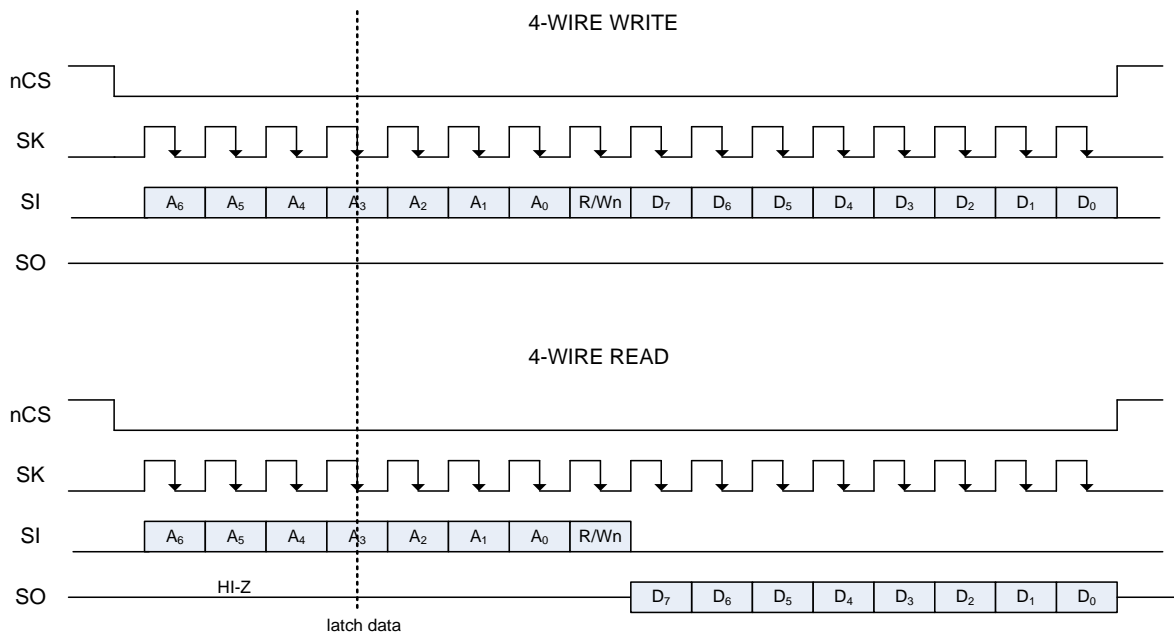 4-WIRE WRITE
nCS
SK
SI A₆ A₅ A₄ A₃ A₂ A₁ A₀ R/Wn D₇ D₆ D₅ D₄ D₃ D₂ D₁ D₀
SO
4-WIRE READ
nCS
SK
SI A₆ A₅ A₄ A₃ A₂ A₁ A₀ R/Wn
SO HI-Z D₇ D₆ D₅ D₄ D₃ D₂ D₁ D₀
latch data